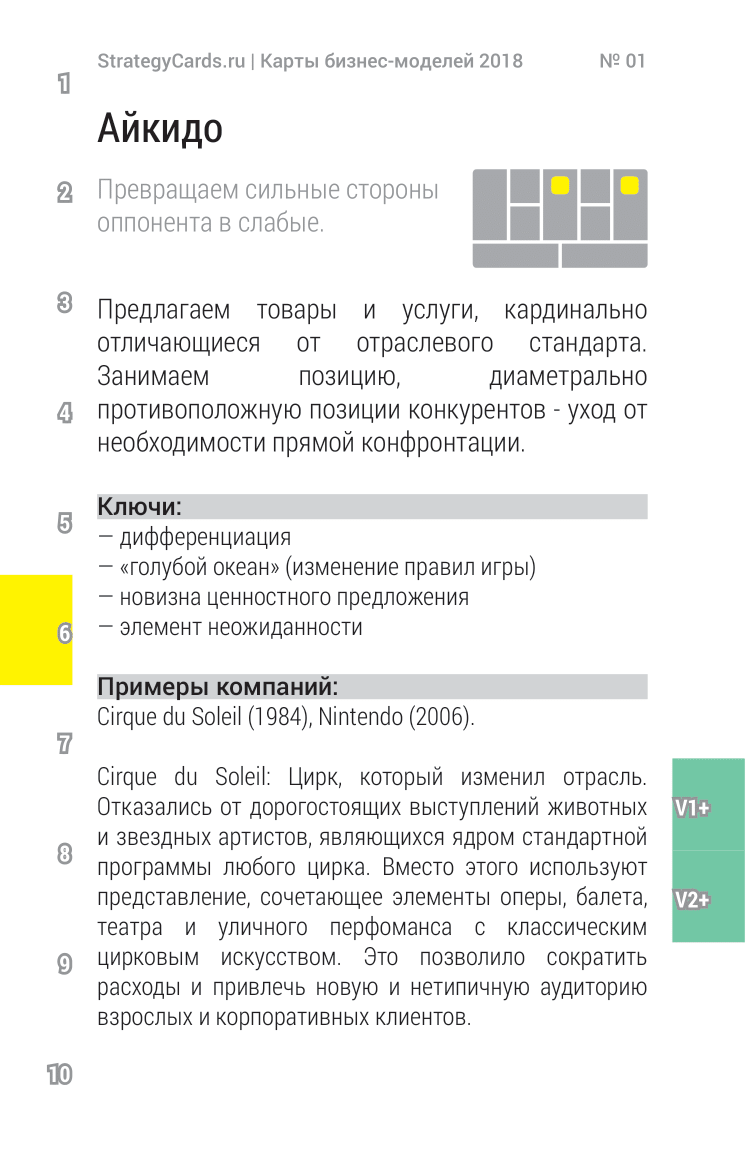 StrategyCards.ru | Карты бизнес-моделей 2018 № 01
1
Айкидо
2
Превращаем сильные стороны
оппонента в слабые.
3
Предлагаем товары и услуги, кардинально
отличающиеся от отраслевого стандарта.
Занимаем позицию, диаметрально
4
противоположную позиции конкурентов - уход от
необходимости прямой конфронтации.
Ключи:
5
— дифференциация
— «голубой океан» (изменение правил игры)
— новизна ценностного предложения
6
— элемент неожиданности
Примеры компаний:
Cirque du Soleil (1984), Nintendo (2006).
7
Cirque du Soleil: Цирк, который изменил отрасль.
Отказались от дорогостоящих выступлений животных
V1+
и звездных артистов, являющихся ядром стандартной
8
программы любого цирка. Вместо этого используют
представление, сочетающее элементы оперы, балета,
V2+
театра и уличного перфоманса с классическим
9
цирковым искусством. Это позволило сократить
расходы и привлечь новую и нетипичную аудиторию
взрослых и корпоративных клиентов.
10